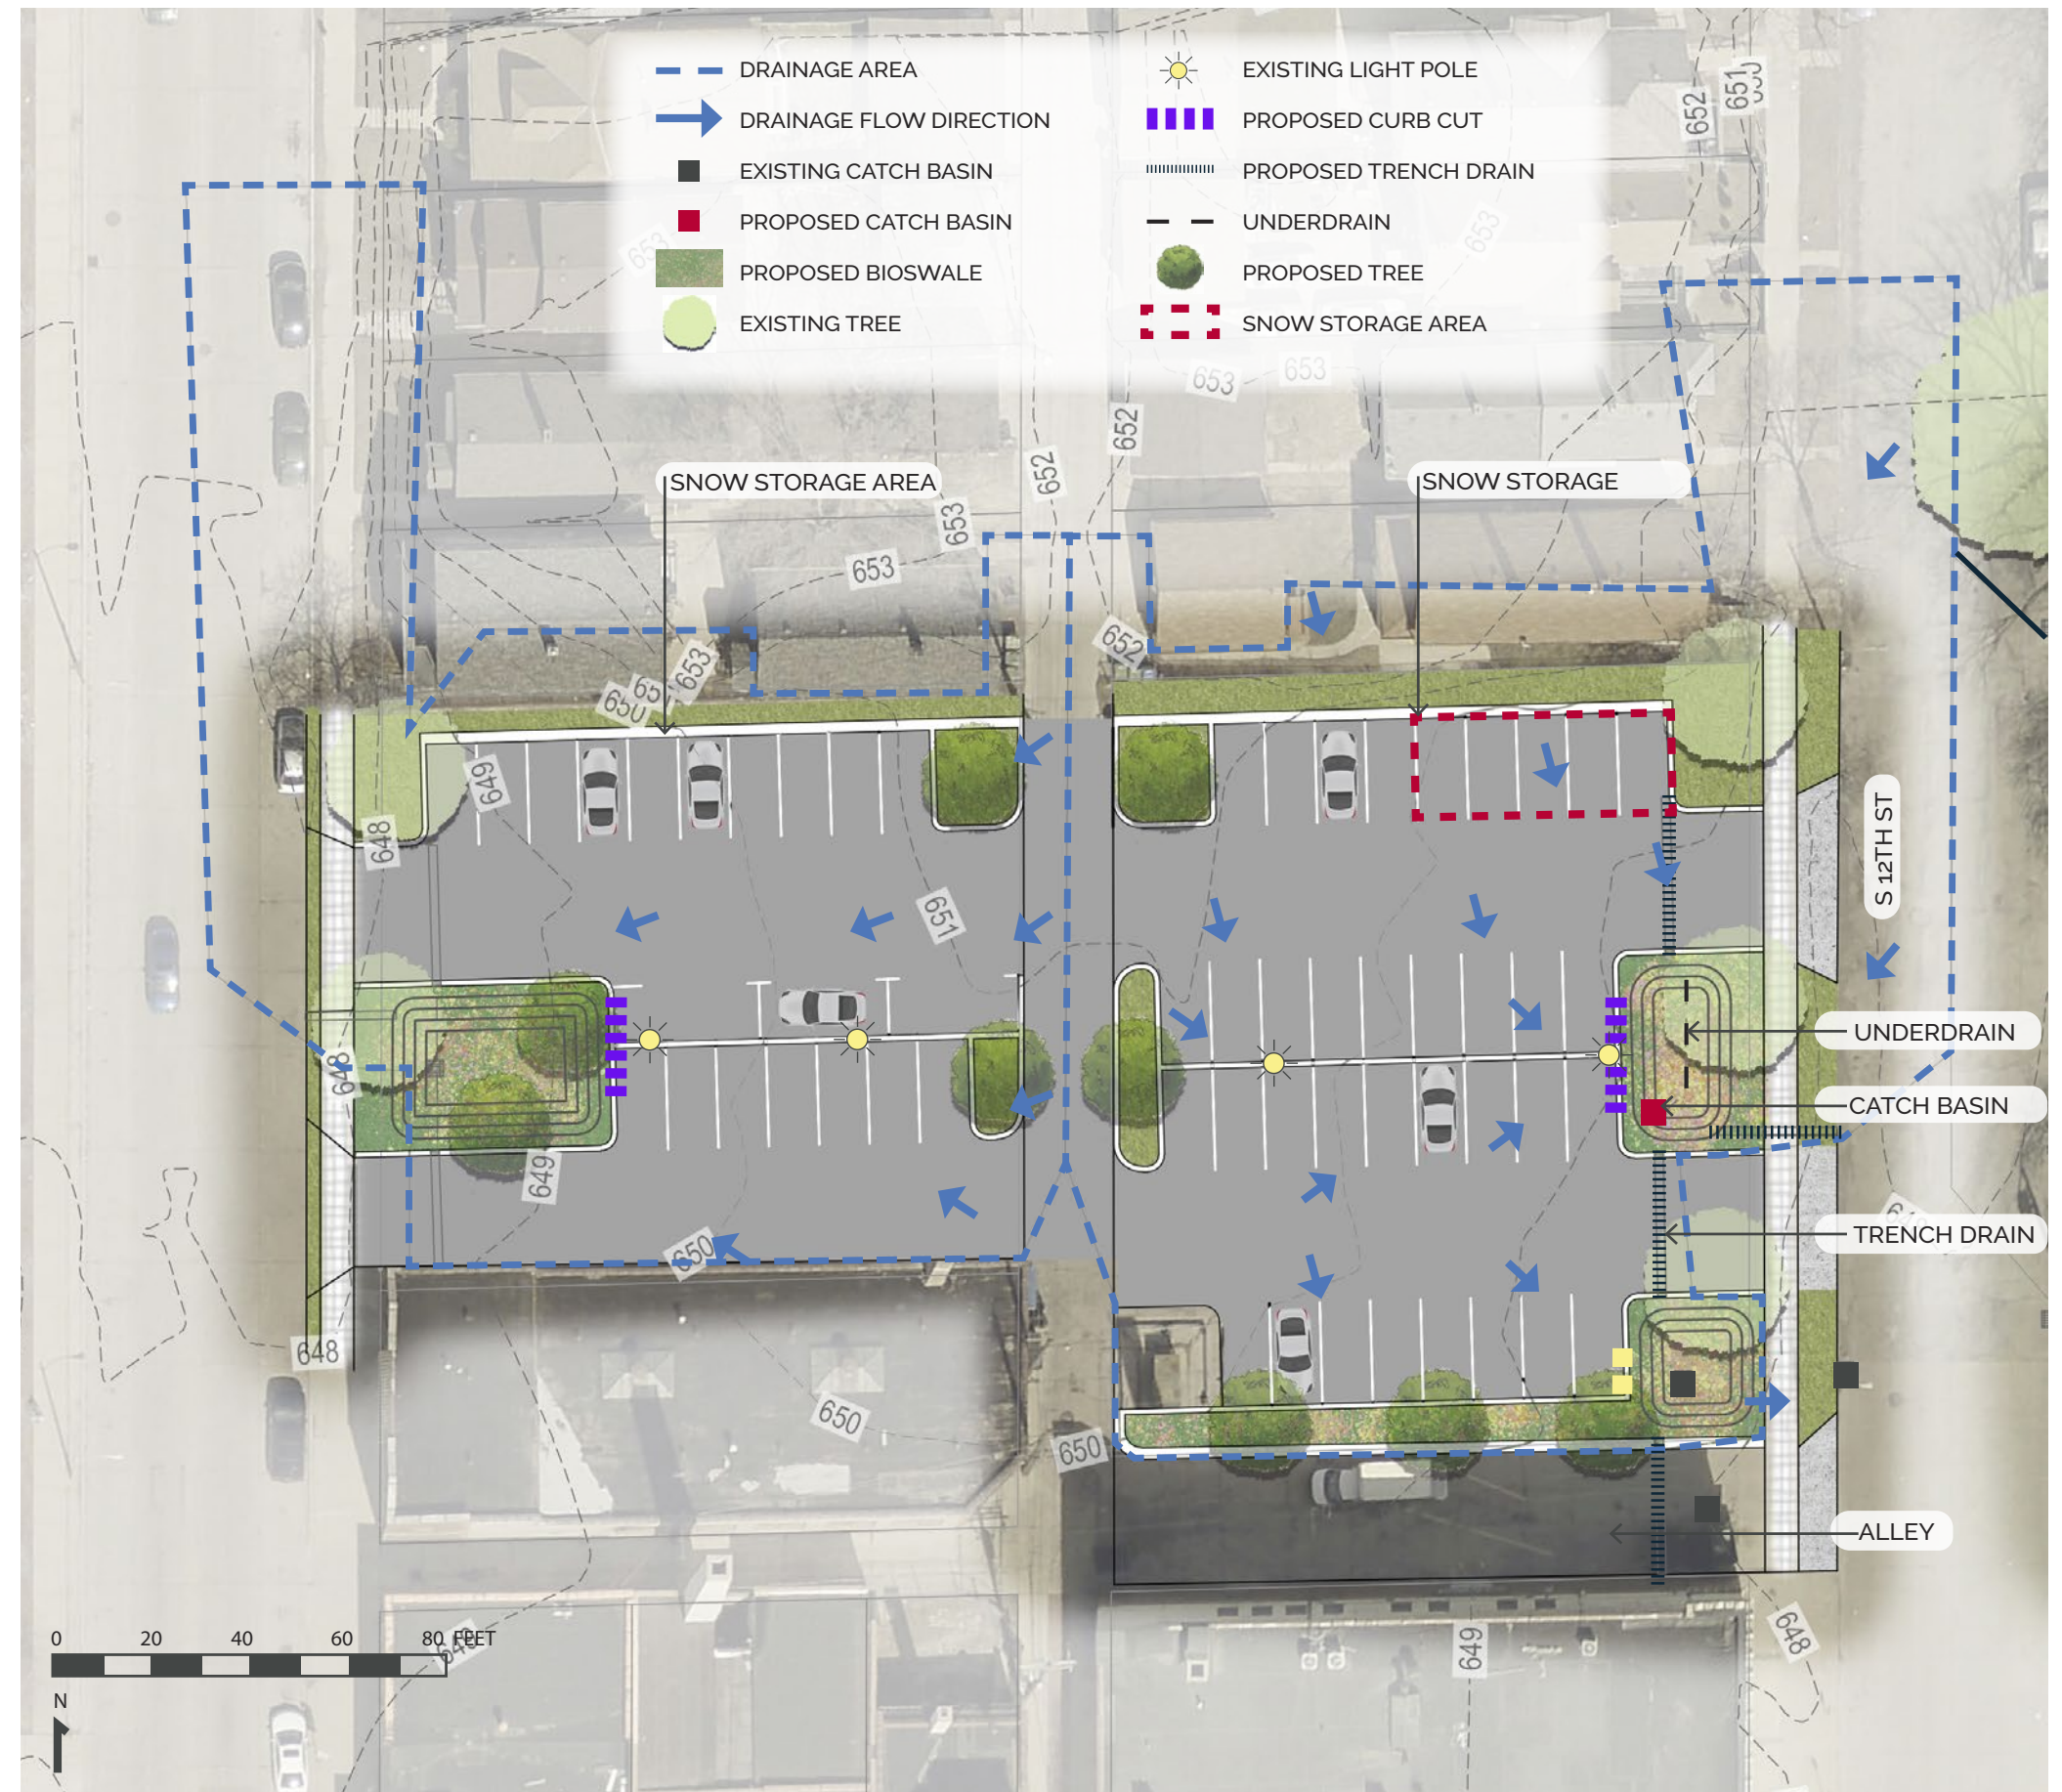 DRAINAGE AREA
DRAINAGE FLOW DIRECTION
EXISTING CATCH BASIN
PROPOSED CATCH BASIN
PROPOSED BIOSWALE
EXISTING TREE
EXISTING LIGHT POLE
PROPOSED CURB CUT
PROPOSED TRENCH DRAIN
UNDERDRAIN
PROPOSED TREE
SNOW STORAGE AREA
652
651
653
653
653
653
652
652
SNOW STORAGE AREA
SNOW STORAGE
653
653
652
653
650
649
648
651
S 12TH ST
UNDERDRAIN
648
CATCH BASIN
649
TRENCH DRAIN
650
648
650
650
ALLEY
0 20 40 60 80 FEET
649
648
N